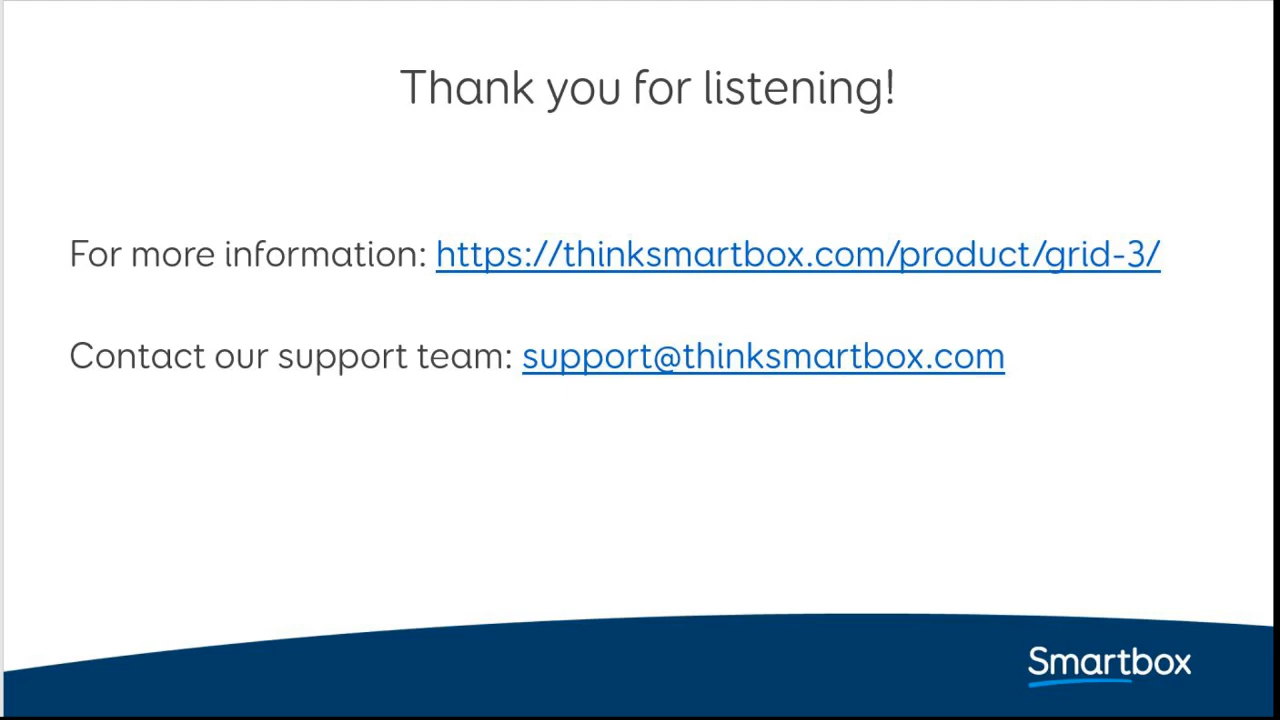 Thank you for listening!
For more information: https://thinksmartbox.com/product/grid-3/
Contact our support team: support@thinksmartbox.com
Smartbox